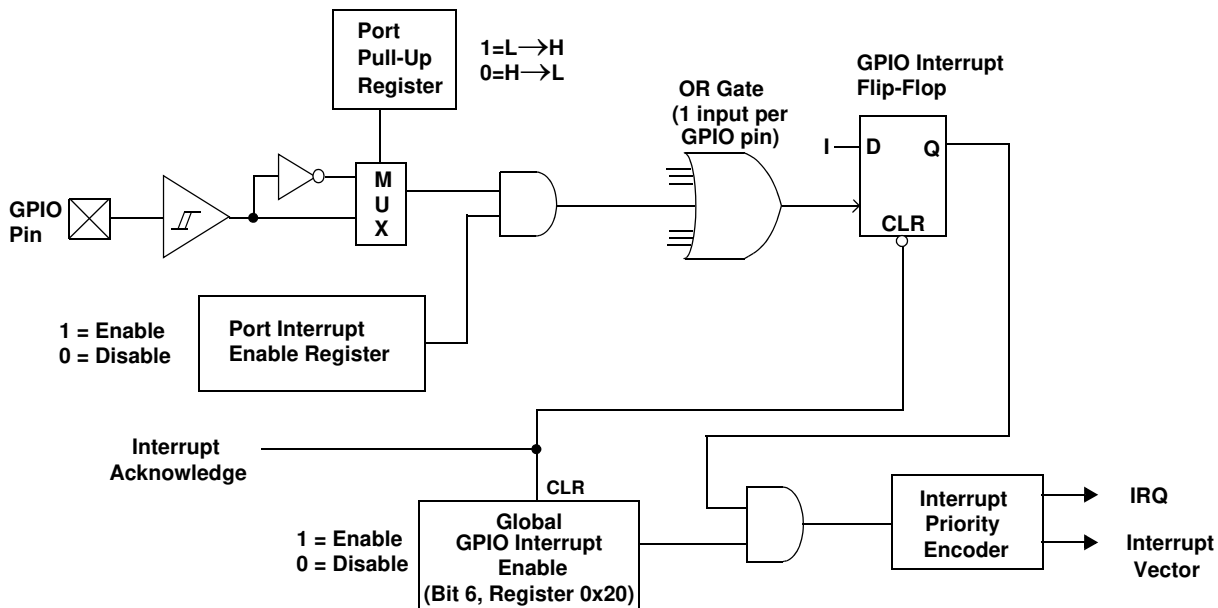 Port
Pull-Up
Register
1=L→H
0=H→L
OR Gate
(1 input per
GPIO pin)
GPIO Interrupt
Flip-Flop
I
D
Q
CLR
M
U
X
GPIO
Pin
1 = Enable
0 = Disable
Port Interrupt
Enable Register
Interrupt
Acknowledge
CLR
1 = Enable
0 = Disable
Global
GPIO Interrupt
Enable
(Bit 6, Register 0x20)
Interrupt
Priority
Encoder
IRQ
Interrupt
Vector